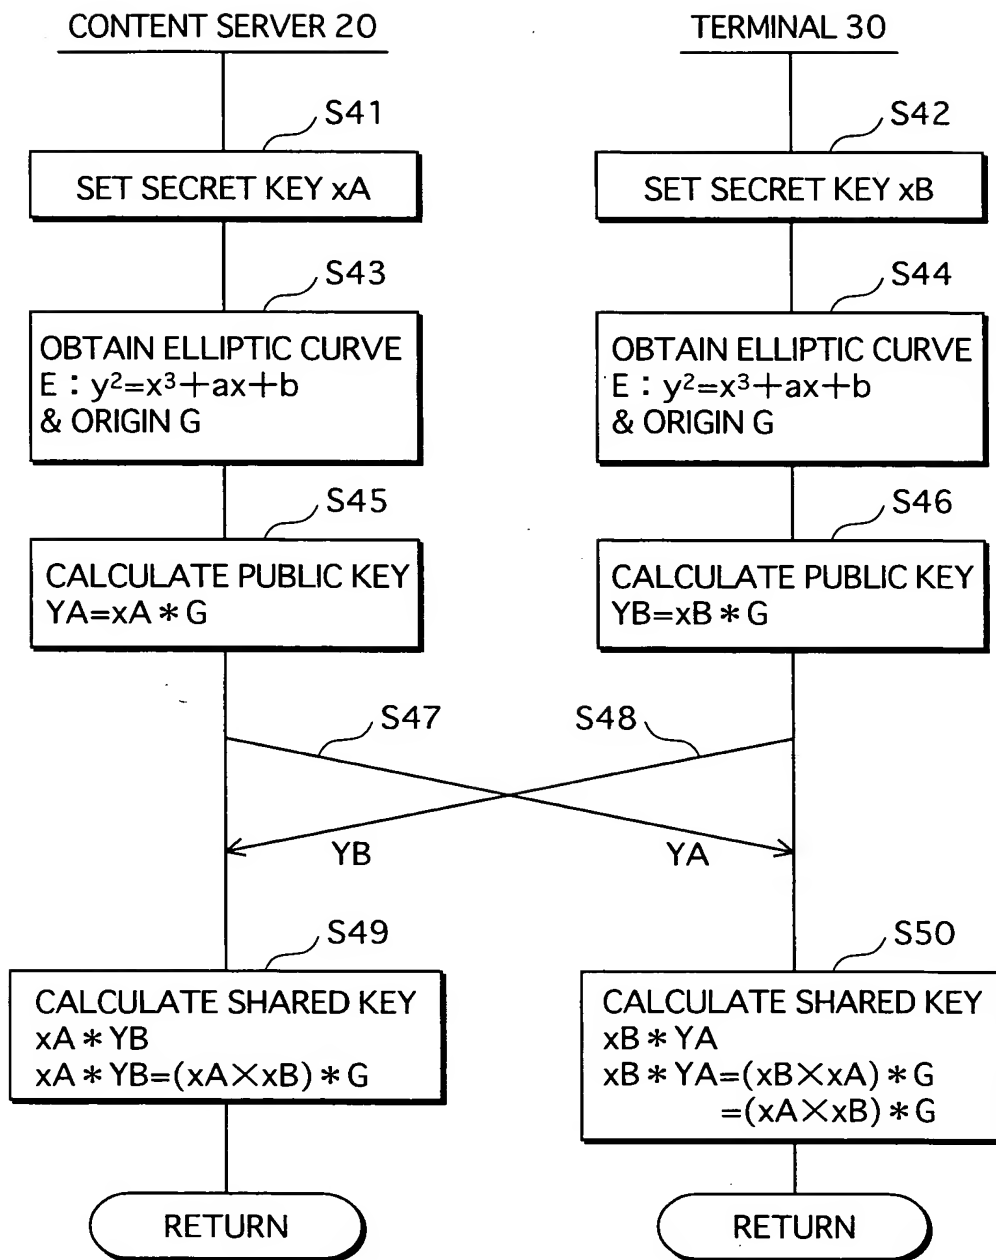 CONTENT SERVER 20
TERMINAL 30
S41
S42
SET SECRET KEY xA
SET SECRET KEY xB
S43
S44
OBTAIN ELLIPTIC CURVE
E : y²=x³+ax+b
& ORIGIN G
OBTAIN ELLIPTIC CURVE
E : y²=x³+ax+b
& ORIGIN G
S45
S46
CALCULATE PUBLIC KEY
YA=xA*G
CALCULATE PUBLIC KEY
YB=xB*G
S47
S48
YB
YA
S49
S50
CALCULATE SHARED KEY
xA*YB
xA*YB=(xA×xB)*G
CALCULATE SHARED KEY
xB*YA
xB*YA=(xB×xA)*G
=(xA×xB)*G
RETURN
RETURN